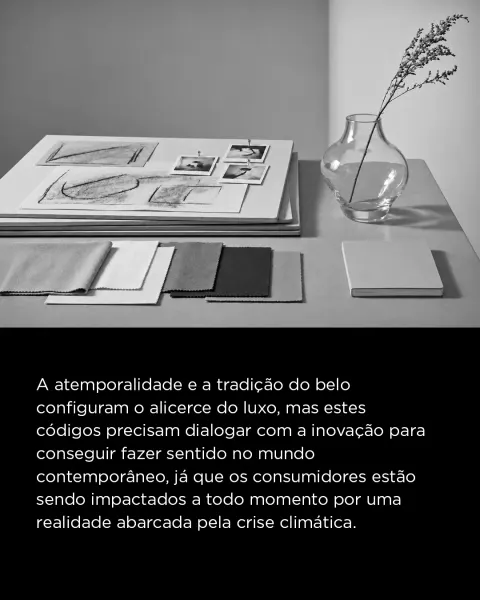 A atemporalidade e a tradição do belo
configuram o alicerce do luxo, mas estes
códigos precisam dialogar com a inovação para
conseguir fazer sentido no mundo
contemporâneo, já que os consumidores estão
sendo impactados a todo momento por uma
realidade abarcada pela crise climática.